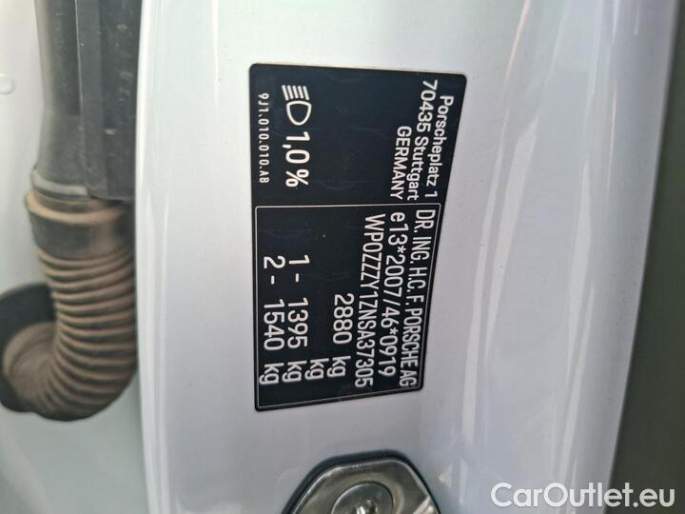 Porscheplatz 1
70435 Stuttgart
GERMANY
1,0%
9J1.010.010.AB
DR. ING. H.C. F. PORSCHE AG
e13*2007/46*0919
WP0ZZZY1ZNSA37305
2880 kg
1 - 1395 kg
2 - 1540 kg
CarOutlet.eu